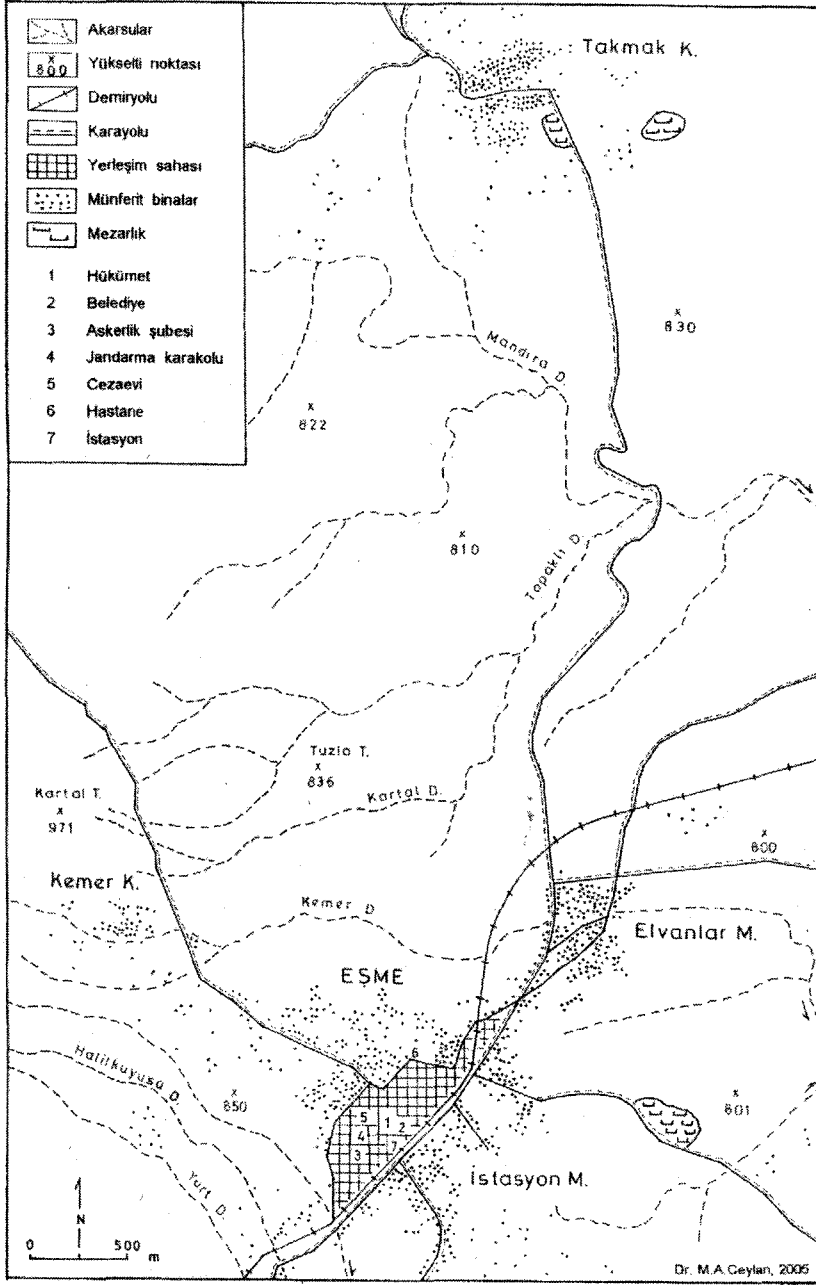 Akarsular
x
800 Yükselti noktası
Demiryolu
Karayolu
Yerleşim sahası
Münferit binalar
Mezarlık
1 Hükümet
2 Belediye
3 Askerlik şubesi
4 Jandarma karakolu
5 Cezaevi
6 Hastane
7 İstasyon
Takmak K.
x
830
Mandıra D.
x
822
x
810
Topaklı D.
Tuzla T.
x
836
Kartal T.
x
971
Kartal D.
x
800
Kemer K.
Kemer D
Elvanlar M.
EŞME
6
Halitkuyusu D.
x
850
x
801
5
1
2
4
7
3
İstasyon M.
Yurt D.
N
0 500 m
Dr. M.A.Ceylan, 2005